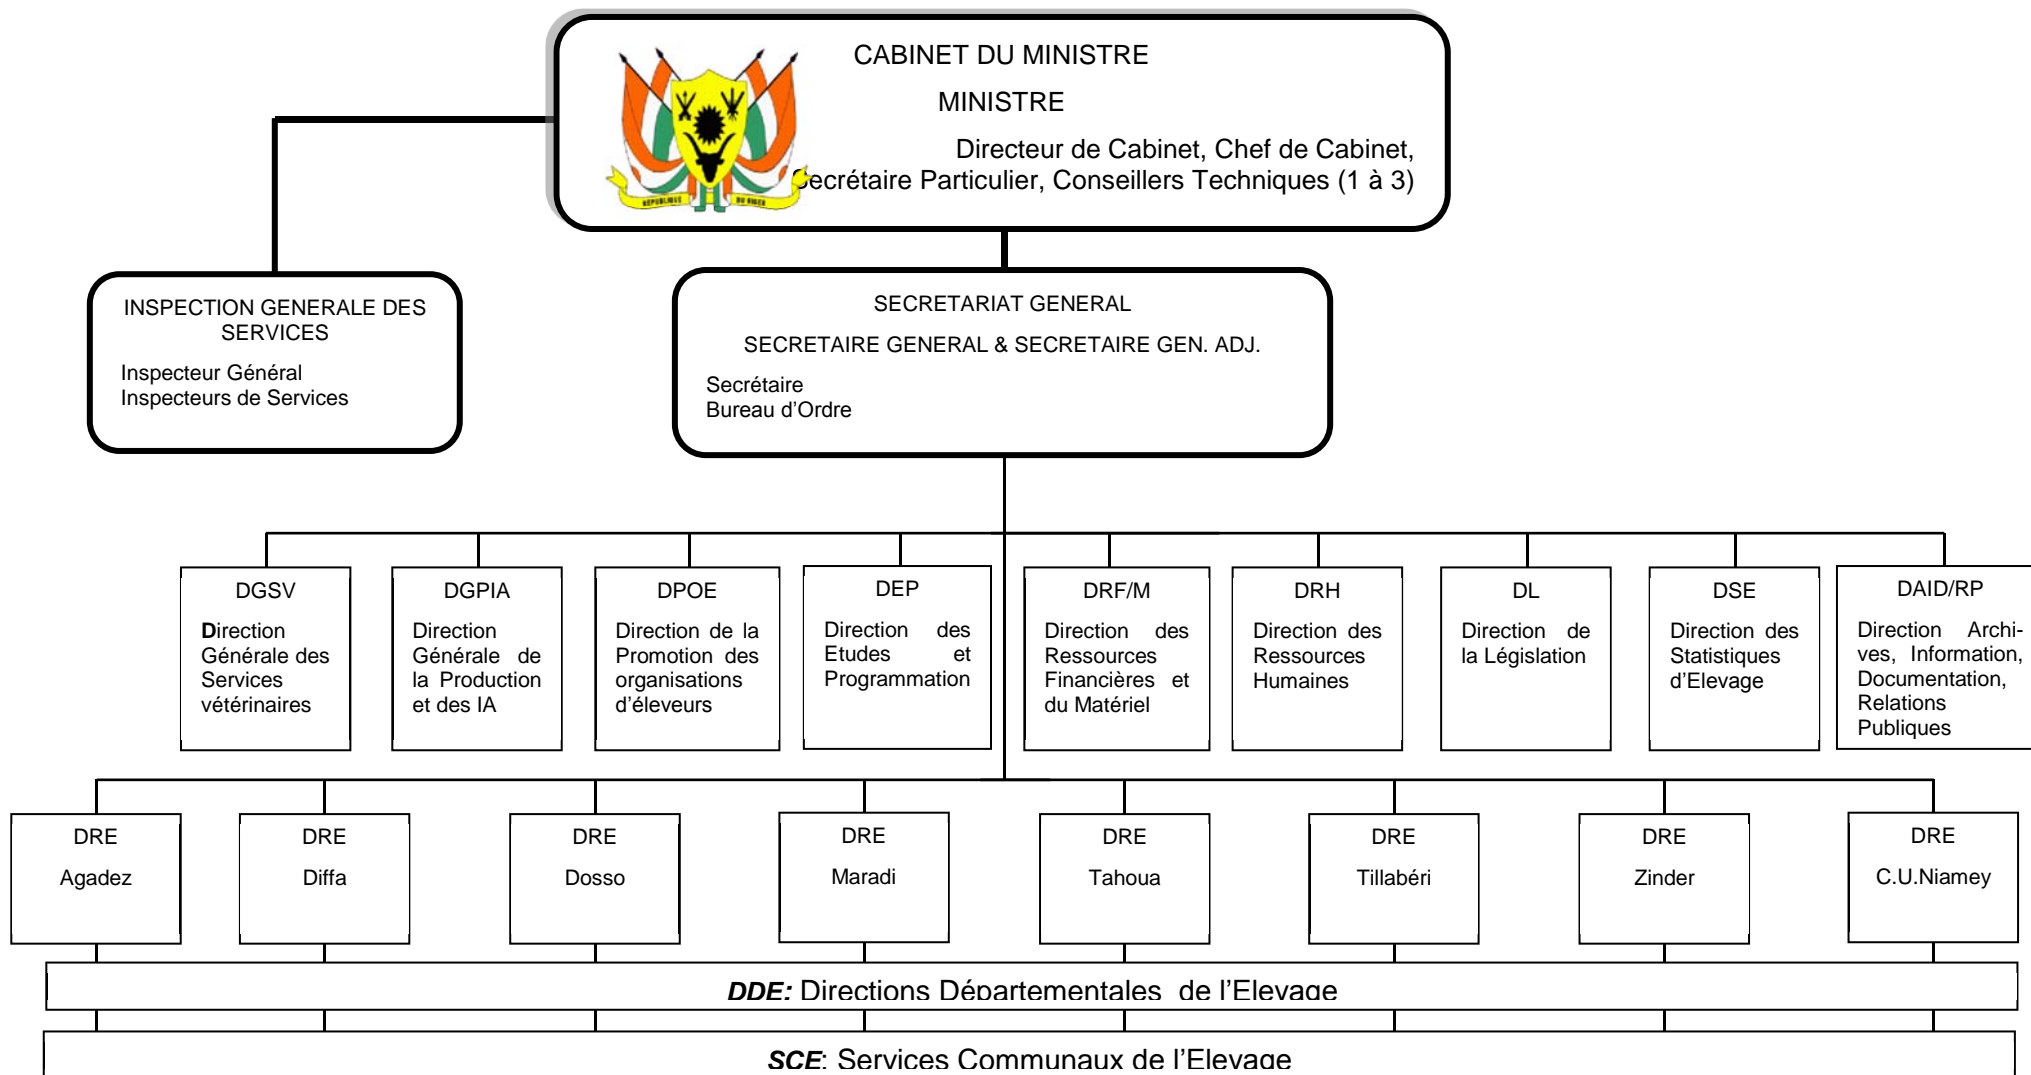 CABINET DU MINISTRE
MINISTRE
Directeur de Cabinet, Chef de Cabinet,
Secrétaire Particulier, Conseillers Techniques (1 à 3)
REPUBLIQUE DU NIGER
INSPECTION GENERALE DES
SERVICES
Inspecteur Général
Inspecteurs de Services
SECRETARIAT GENERAL
SECRETAIRE GENERAL & SECRETAIRE GEN. ADJ.
Secrétaire
Bureau d’Ordre
DGSV
Direction
Générale des
Services
vétérinaires
DGPIA
Direction
Générale de
la Production
et des IA
DPOE
Direction de la
Promotion des
organisations
d’éleveurs
DEP
Direction des
Etudes et
Programmation
DRF/M
Direction des
Ressources
Financières et
du Matériel
DRH
Direction des
Ressources
Humaines
DL
Direction de
la Législation
DSE
Direction des
Statistiques
d’Elevage
DAID/RP
Direction Archi-
ves, Information,
Documentation,
Relations
Publiques
DRE
Agadez
DRE
Diffa
DRE
Dosso
DRE
Maradi
DRE
Tahoua
DRE
Tillabéri
DRE
Zinder
DRE
C.U.Niamey
DDE: Directions Départementales de l’Elevage
SCE: Services Communaux de l’Elevage